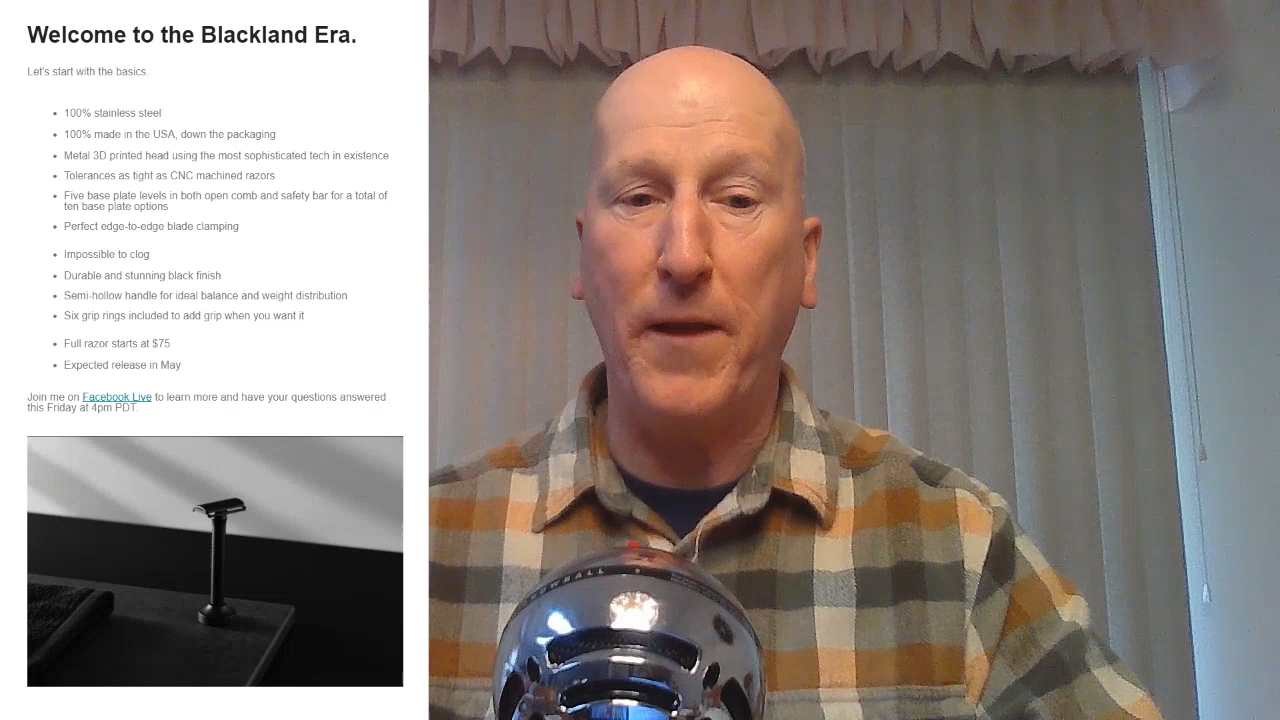 Welcome to the Blackland Era.
Let's start with the basics.
• 100% stainless steel
• 100% made in the USA, down the packaging
• Metal 3D printed head using the most sophisticated tech in existence
• Tolerances as tight as CNC machined razors
• Five base plate levels in both open comb and safety bar for a total of
ten base plate options
• Perfect edge-to-edge blade clamping
• Impossible to clog
• Durable and stunning black finish
• Semi-hollow handle for ideal balance and weight distribution
• Six grip rings included to add grip when you want it
• Full razor starts at $75
• Expected release in May
Join me on Facebook Live to learn more and have your questions answered
this Friday at 4pm PDT.